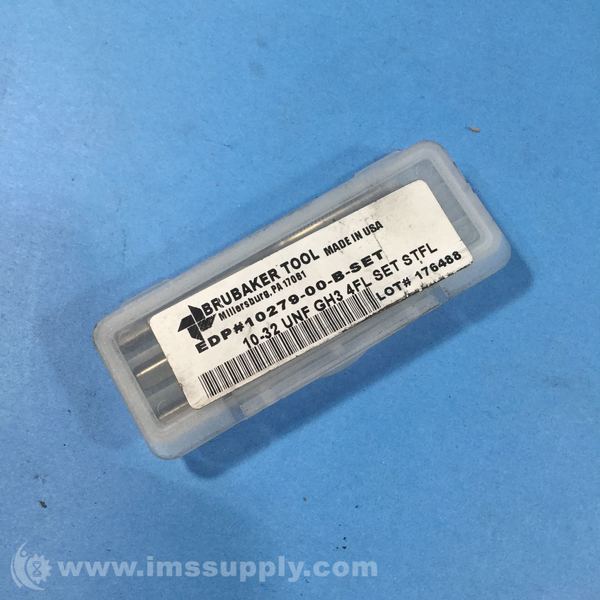 BRUBAKER TOOL MADE IN USA
Millersburg, PA 17061
EDP#10279-00-B-SET
10-32 UNF GH3 4FL SET STFL
LOT# 176438
www.imssupply.com